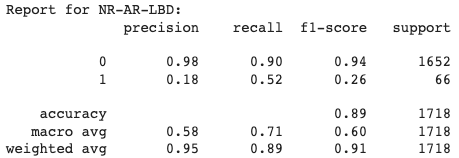 Report for NR-AR-LBD:
precision recall f1-score support
0 0.98 0.90 0.94 1652
1 0.18 0.52 0.26 66
accuracy 0.89 1718
macro avg 0.58 0.71 0.60 1718
weighted avg 0.95 0.89 0.91 1718